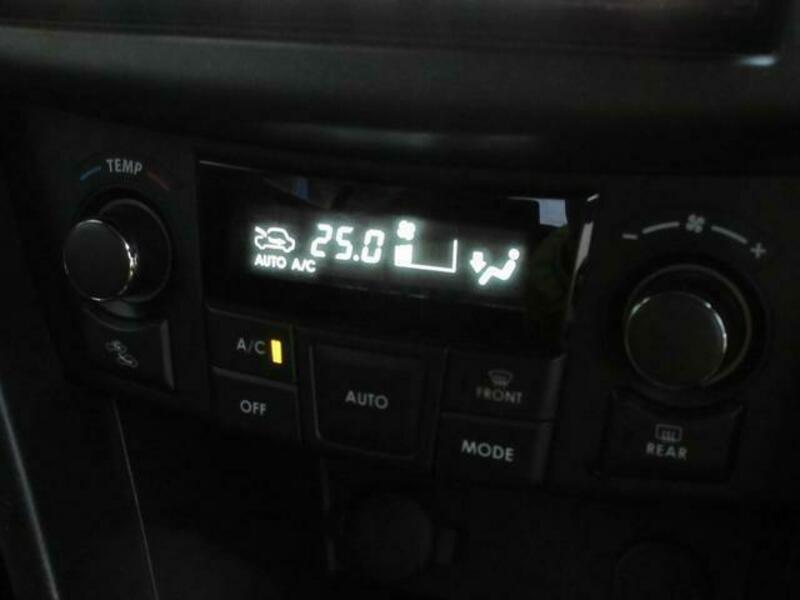 TEMP
25.0
AUTO A/C
- +
A/C
OFF
AUTO
FRONT
MODE
REAR